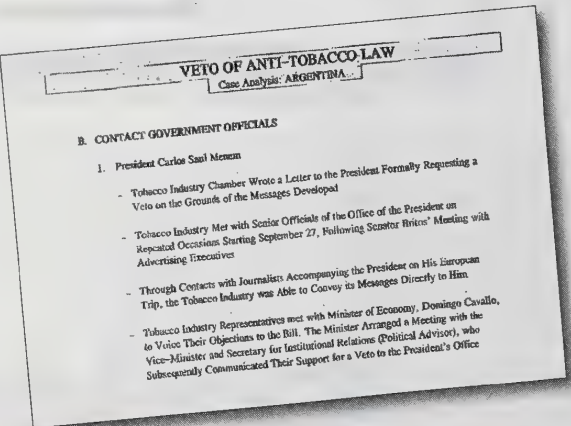 VETO OF ANTI-TOBACCO LAW
Case Analysis: ARGENTINA
B. CONTACT GOVERNMENT OFFICIALS
1. President Carlos Saul Menem
- Tobacco Industry Chamber Wrote a Letter to the President Formally Requesting a
Veto on the Grounds of the Messages Developed
- Tobacco Industry Met with Senior Officials of the Office of the President on
Repeated Occasions Starting September 27, Following Senator Britos' Meeting with
Advertising Executives
- Through Contacts with Journalists Accompanying the President on His European
Trip, the Tobacco Industry was Able to Convey its Messages Directly to Him
- Tobacco Industry Representatives met with Minister of Economy, Domingo Cavallo,
to Voice Their Objections to the Bill. The Minister Arranged a Meeting with the
Vice-Minister and Secretary for Institutional Relations (Political Advisor), who
Subsequently Communicated Their Support for a Veto to the President's Office